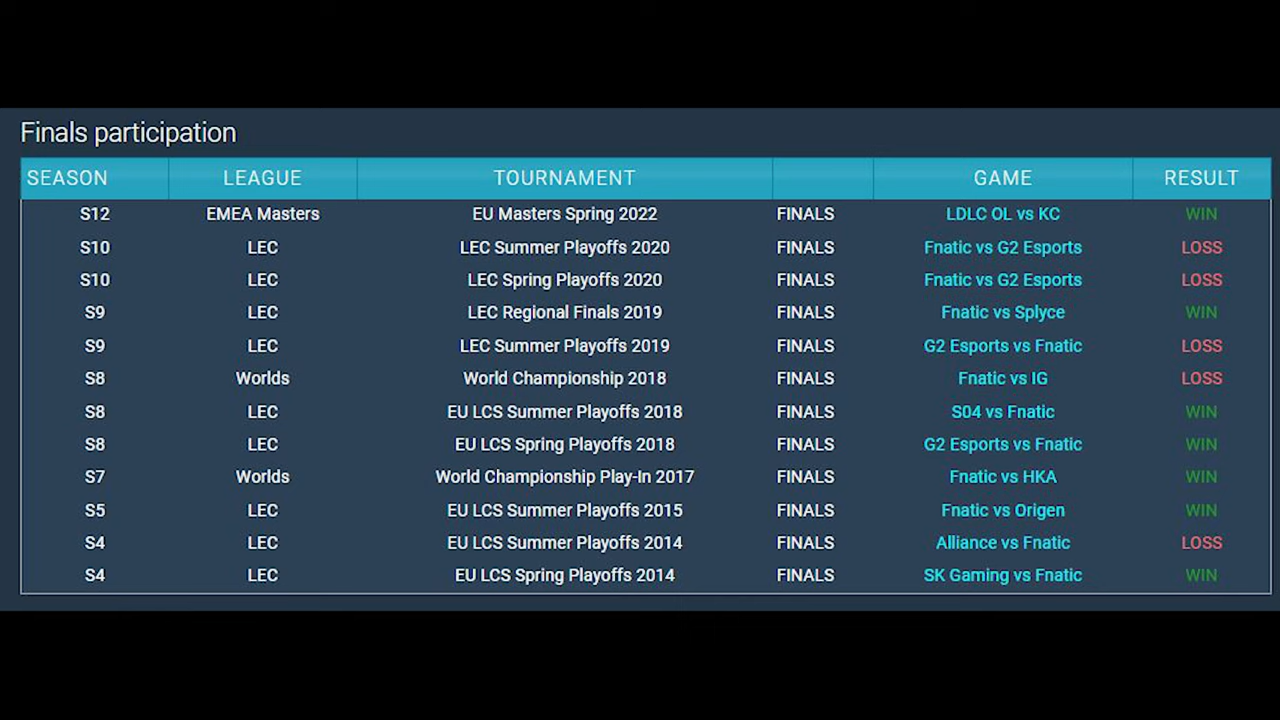 Finals participation
SEASON LEAGUE TOURNAMENT GAME RESULT
S12 EMEA Masters EU Masters Spring 2022 FINALS LDLC OL vs KC WIN
S10 LEC LEC Summer Playoffs 2020 FINALS Fnatic vs G2 Esports LOSS
S10 LEC LEC Spring Playoffs 2020 FINALS Fnatic vs G2 Esports LOSS
S9 LEC LEC Regional Finals 2019 FINALS Fnatic vs Splyce WIN
S9 LEC LEC Summer Playoffs 2019 FINALS G2 Esports vs Fnatic LOSS
S8 Worlds World Championship 2018 FINALS Fnatic vs IG LOSS
S8 LEC EU LCS Summer Playoffs 2018 FINALS S04 vs Fnatic WIN
S8 LEC EU LCS Spring Playoffs 2018 FINALS G2 Esports vs Fnatic WIN
S7 Worlds World Championship Play-In 2017 FINALS Fnatic vs HKA WIN
S5 LEC EU LCS Summer Playoffs 2015 FINALS Fnatic vs Origen WIN
S4 LEC EU LCS Summer Playoffs 2014 FINALS Alliance vs Fnatic LOSS
S4 LEC EU LCS Spring Playoffs 2014 FINALS SK Gaming vs Fnatic WIN